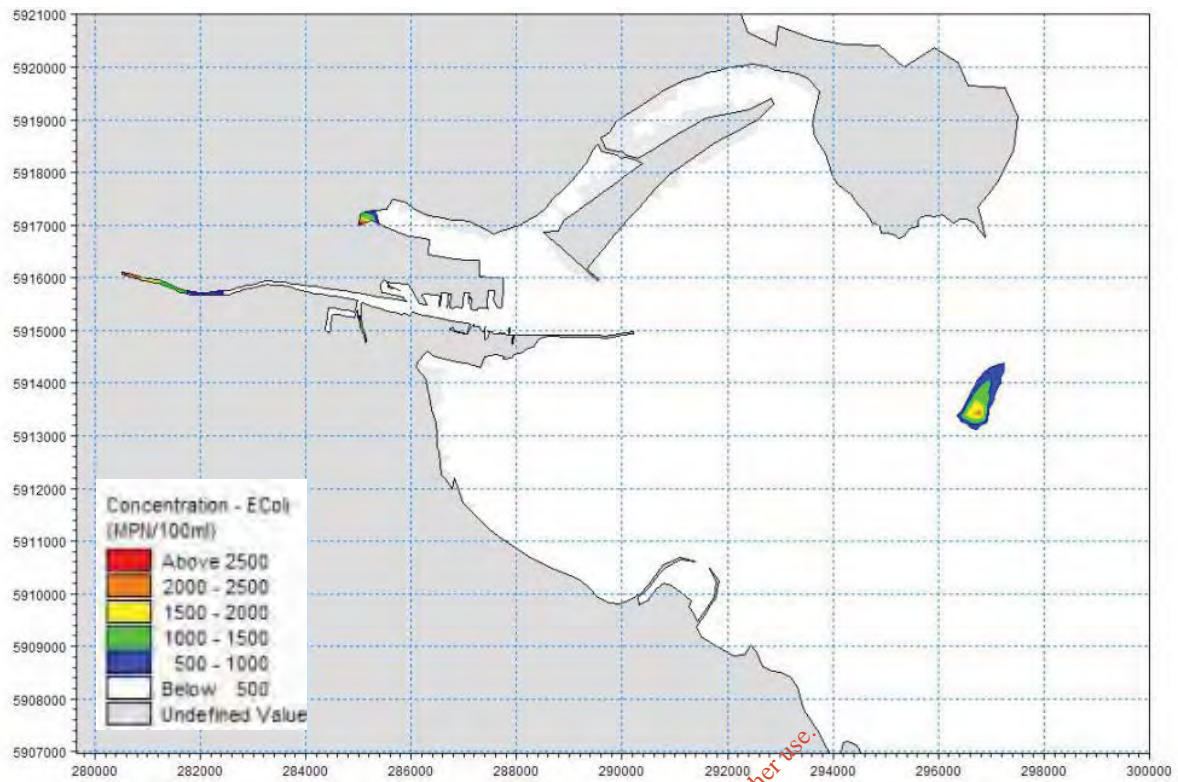 5921000
5920000
5919000
5918000
5917000
5916000
5915000
5914000
5913000
5912000
5911000
5910000
5909000
5908000
5907000
Concentration - EColi
(MPN/100ml)
Above 2500
2000 - 2500
1500 - 2000
1000 - 1500
500 - 1000
Below 500
Undefined Value
280000 282000 284000 286000 288000 290000 292000 294000 296000 298000 300000
her use.